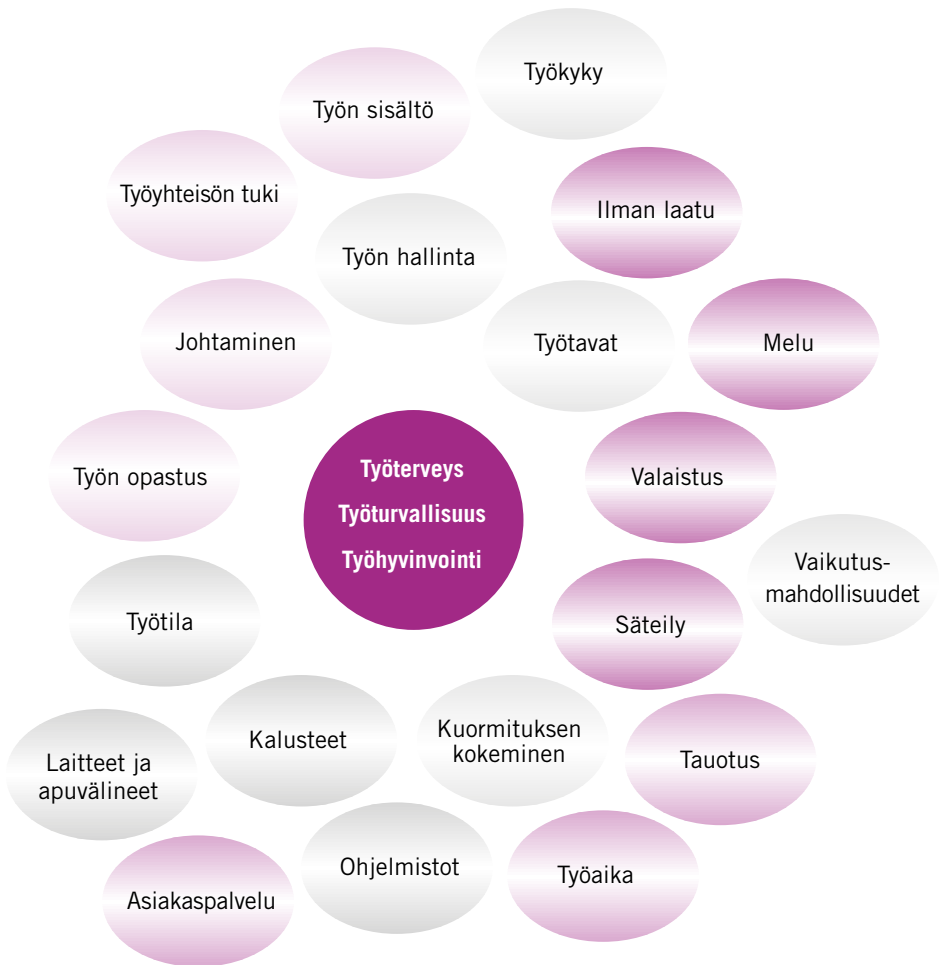 Työkyky
Työn sisältö
Työyhteisön tuki
Ilman laatu
Työn hallinta
Johtaminen
Työtavat
Melu
Työn opastus
Työterveys
Työturvallisuus
Työhyvinvointi
Valaistus
Vaikutus-
mahdollisuudet
Työtila
Säteily
Kalusteet
Kuormituksen
kokeminen
Tauotus
Laitteet ja
apuvälineet
Ohjelmistot
Työaika
Asiakaspalvelu